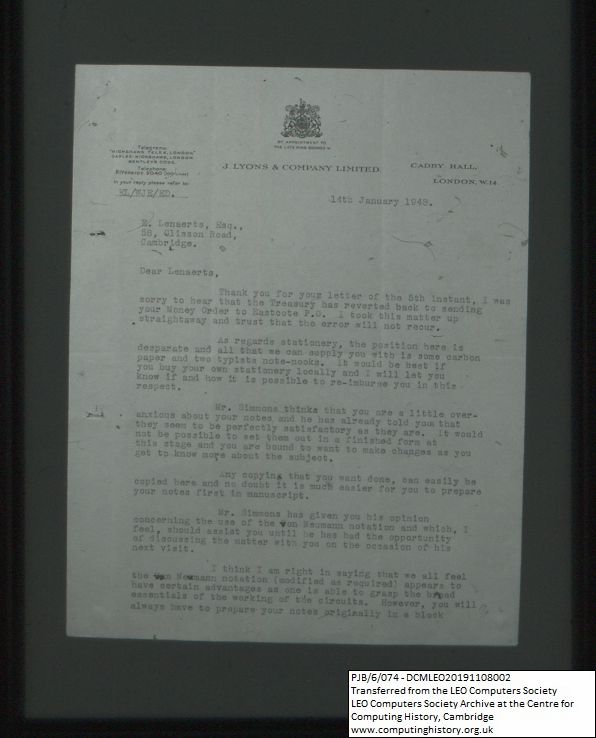 BY APPOINTMENT TO
THE LATE KING GEORGE V.
Telegrams:
"HICKSHAWS TELEX, LONDON"
CABLES: HICKSHAWS, LONDON
BENTLEY'S CODE.
Telephone:
Riverside 2040
In your reply please refer to:
EL/WJE/ED.
J. LYONS & COMPANY LIMITED.
CADBY HALL,
LONDON, W.14.
14th January 1948.
E. Lenaerts, Esq.,
58, Glisson Road,
Cambridge.
Dear Lenaerts,
Thank you for your letter of the 8th instant, I was
sorry to hear that the Treasury has reverted back to sending
your Money Order to Eastcote P.O. I took this matter up
straightaway and trust that the error will not recur.
As regards stationery, the position here is
desparate and all that we can supply you with is some carbon
paper and two typists note-nooks. It would be best if
you buy your own stationery locally and I will let you
know if and how it is possible to re-imburse you in this
respect.
Mr. Simmons thinks that you are a little over-
anxious about your notes and he has already told you that
they seem to be perfectly satisfactory as they are. It would
not be possible to set them out in a finished form at
this stage and you are bound to want to make changes as you
get to know more about the subject.
Any copying that you want done, can easily be
copied here and no doubt it is much easier for you to prepare
your notes first in manuscript.
Mr. Simmons has given you his opinion
concerning the use of the von Neumann notation and which, I
feel, should assist you until he has had the opportunity
of discussing the matter with you on the occasion of his
next visit.
I think I am right in saying that we all feel
the Van Neumann notation (modified as required) appears to
have certain advantages as one is able to grasp the broad
essentials of the working of the circuits. However, you will
always have to prepare your notes originally in a block
PJB/6/074 - DCMLEO20191108002
Transferred from the LEO Computers Society
LEO Computers Society Archive at the Centre for
Computing History, Cambridge
www.computinghistory.org.uk